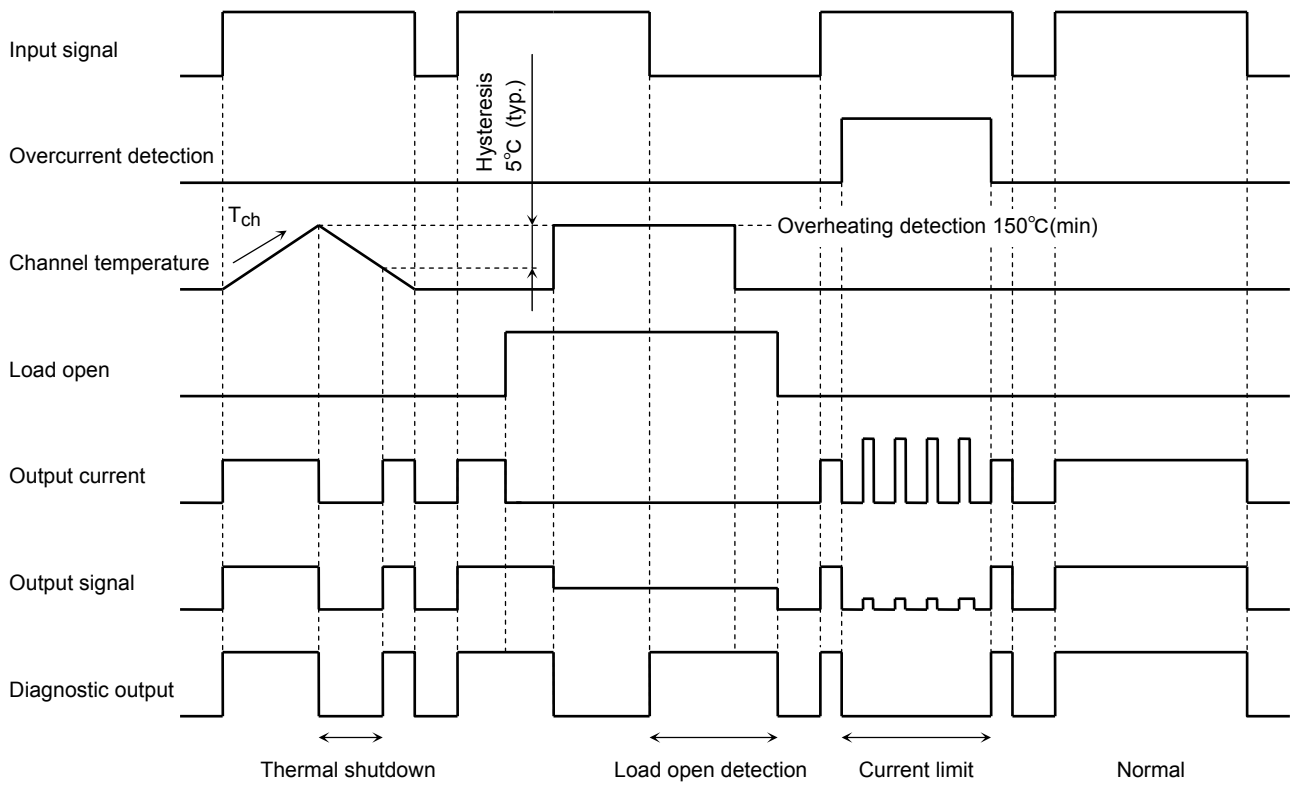 Input signal
Hysteresis
5℃ (typ.)
Overcurrent detection
Tch
Overheating detection 150℃(min)
Channel temperature
Load open
Output current
Output signal
Diagnostic output
Thermal shutdown
Load open detection
Current limit
Normal